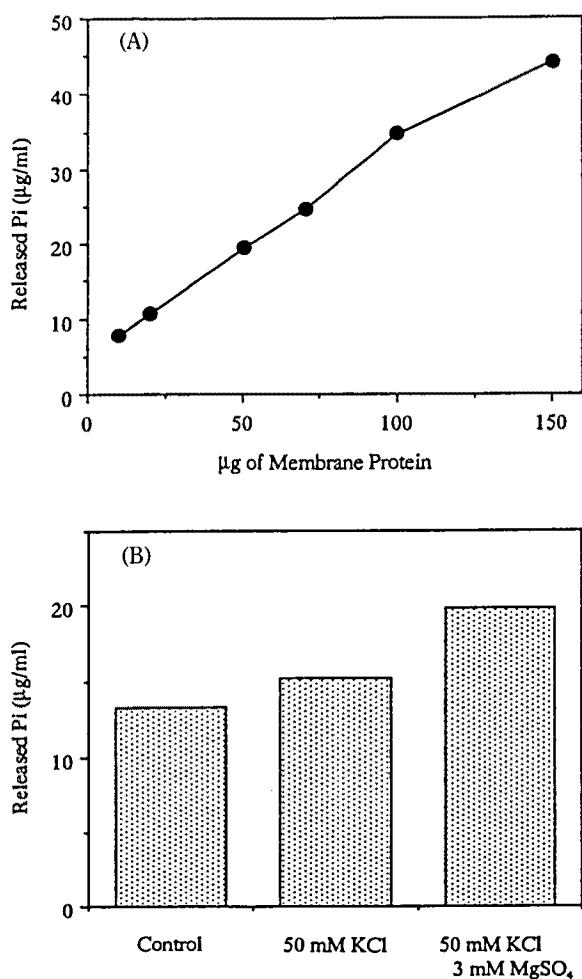 (A)
50
40
30
20
10
0
Released Pi (µg/ml)
0 50 100 150
µg of Membrane Protein
(B)
20
10
0
Released Pi (µg/ml)
Control 50 mM KCl 50 mM KCl
3 mM MgSO₄